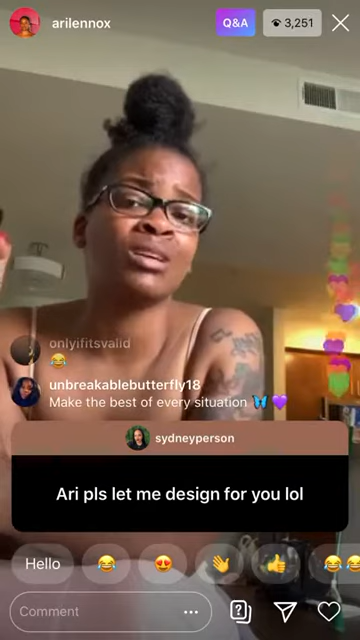 arilennox
Q&A
3,251
onlyifitsvalid
😂
unbreakablebutterfly18
Make the best of every situation 🦋💜
sydneyperson
Ari pls let me design for you lol
Hello 😂 😍 👋 👍 😂😂
Comment